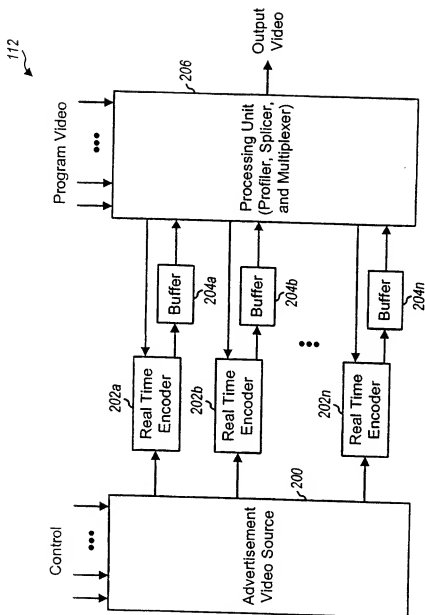 112
Control
•••
Advertisement
Video Source
200
202a
Real Time
Encoder
Buffer
204a
202b
Real Time
Encoder
Buffer
204b
•••
202n
Real Time
Encoder
Buffer
204n
Program Video
•••
206
Processing Unit
(Profiler, Splicer,
and Multiplexer)
Output
Video